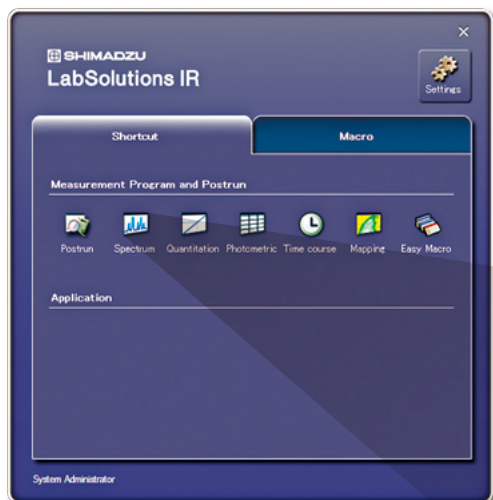 SHIMADZU
LabSolutions IR
Settings
Shortcut
Macro
Measurement Program and Postrun
Postrun
Spectrum
Quantitation
Photometric
Time course
Mapping
Easy Macro
Application
System Administrator